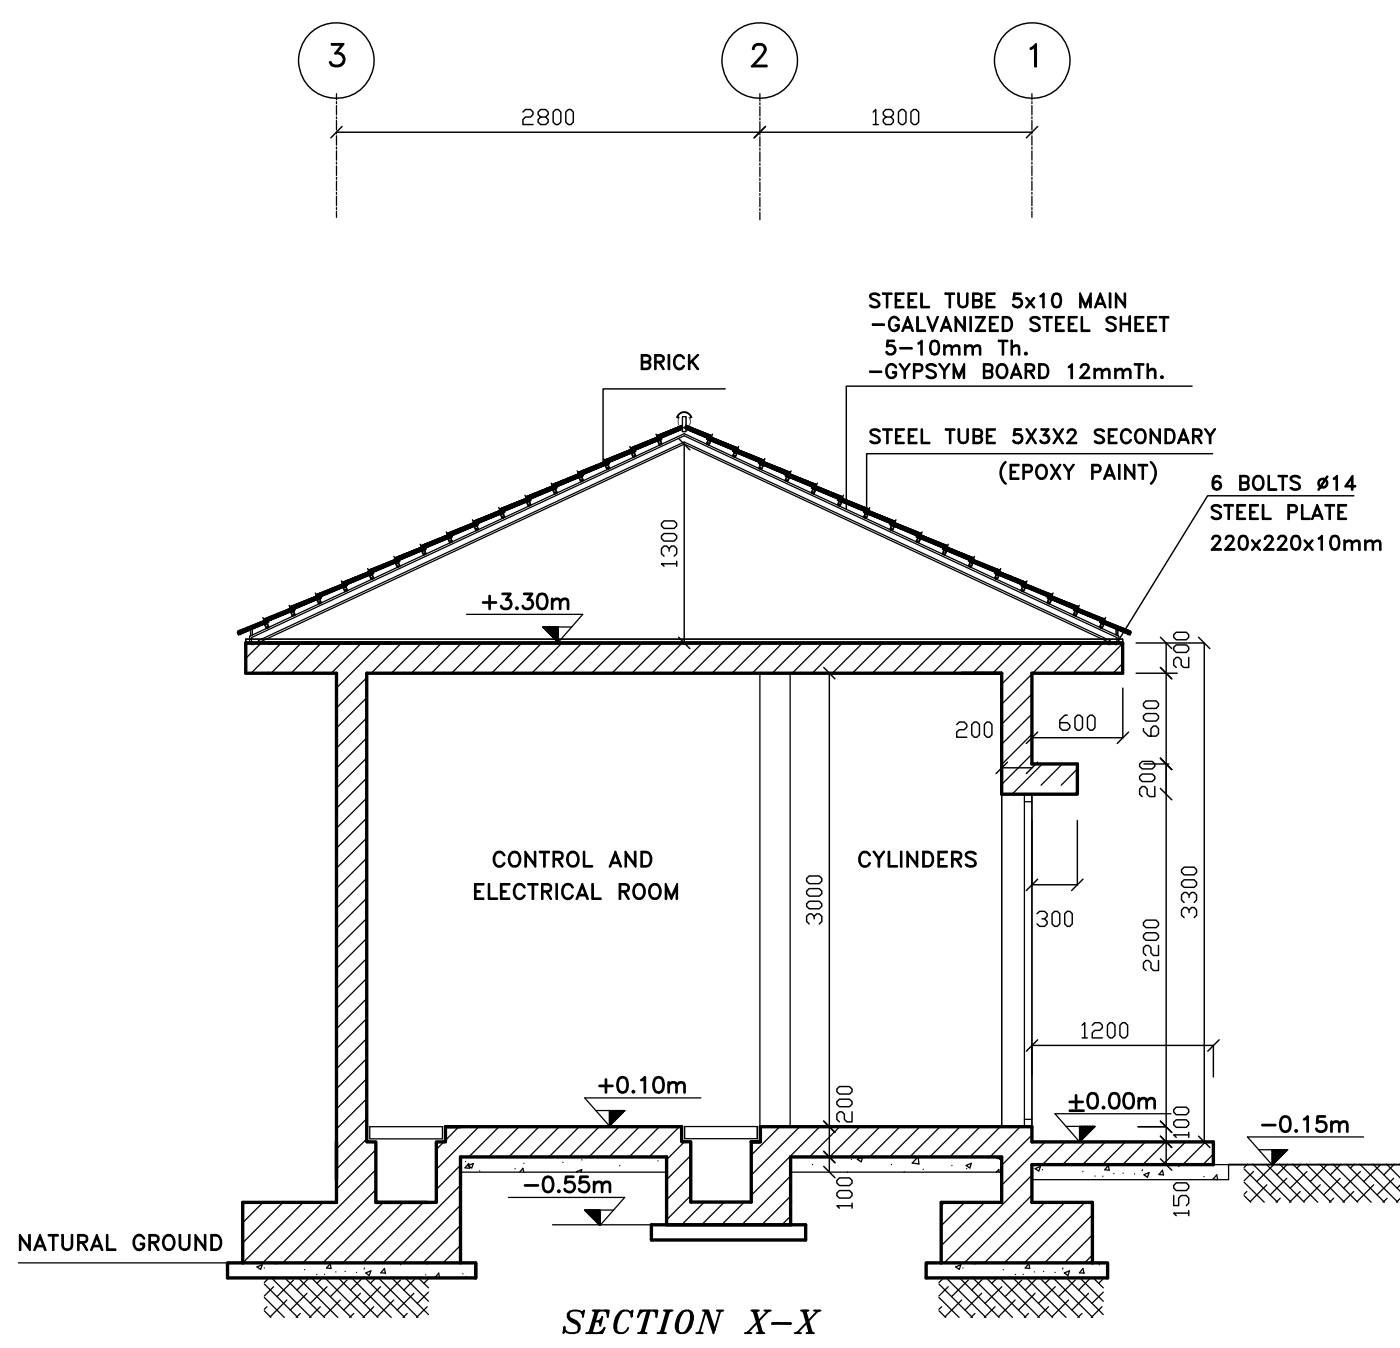 3
2
1
2800
1800
STEEL TUBE 5x10 MAIN
-GALVANIZED STEEL SHEET
5-10mm Th.
-GYPSYM BOARD 12mmTh.
BRICK
STEEL TUBE 5X3X2 SECONDARY
(EPOXY PAINT)
6 BOLTS ø14
STEEL PLATE
220x220x10mm
1300
+3.30m
200
600
200
600
200
CONTROL AND
ELECTRICAL ROOM
CYLINDERS
3000
300
3300
2200
1200
+0.10m
200
±0.00m
100
-0.15m
-0.55m
100
150
NATURAL GROUND
SECTION X-X